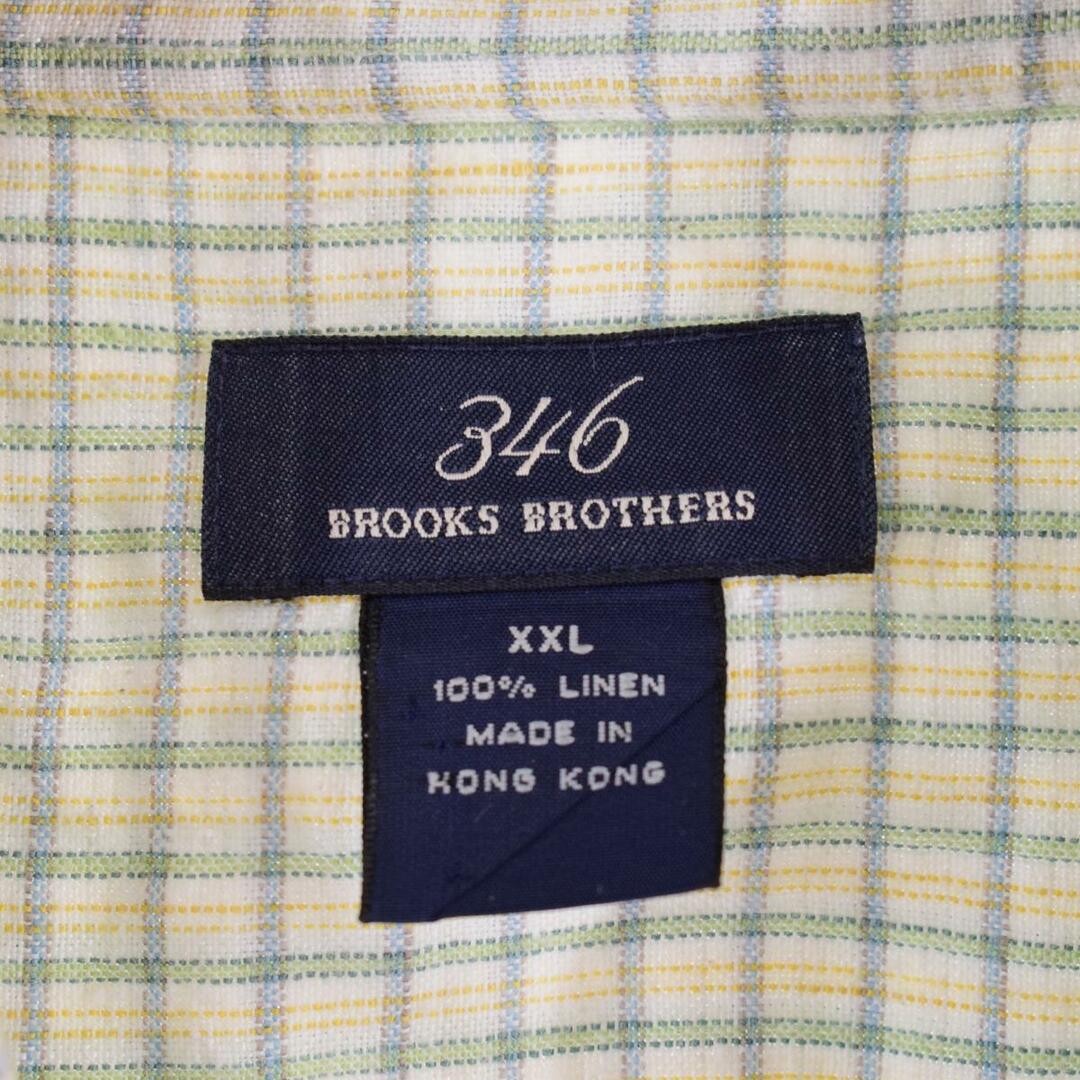 346
BROOKS BROTHERS
XXL
100% LINEN
MADE IN
HONG KONG